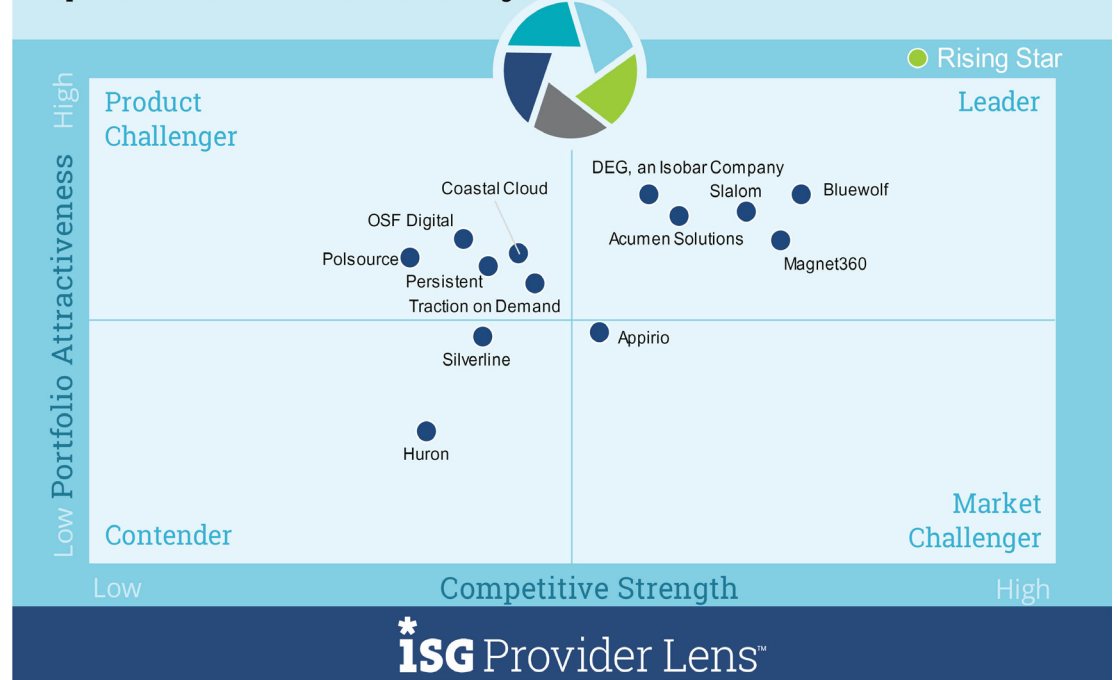 Rising Star
High
Product
Challenger
Leader
DEG, an Isobar Company
Coastal Cloud
Slalom
Bluewolf
OSF Digital
Acumen Solutions
Polsource
Magnet360
Persistent
Traction on Demand
Appirio
Silverline
Huron
Portfolio Attractiveness
Low
Contender
Market
Challenger
Low
Competitive Strength
High
*ISG Provider Lens™